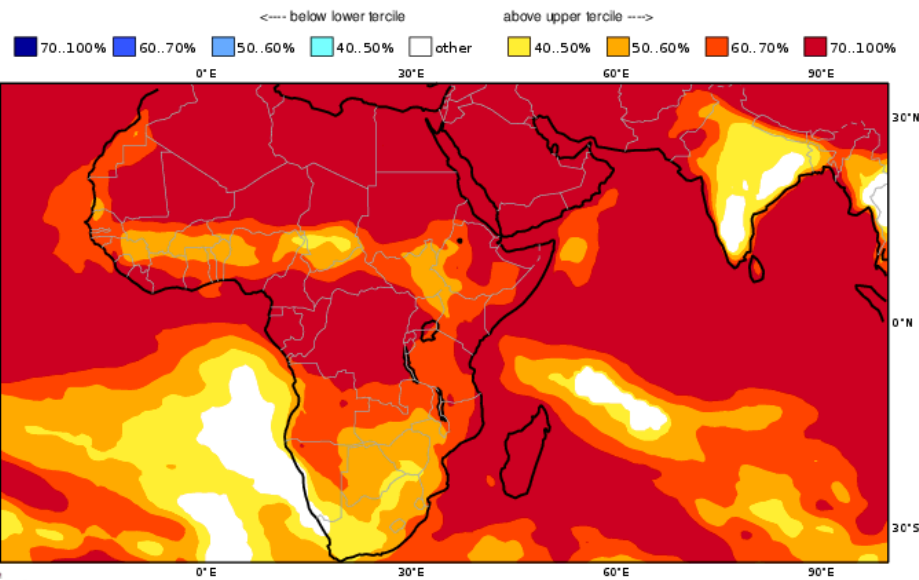 <---- below lower tercile above upper tercile ---->
70..100% 60..70% 50..60% 40..50% other 40..50% 50..60% 60..70% 70..100%
0°E 30°E 60°E 90°E
30°N
0°N
30°S
0°E 30°E 60°E 90°E